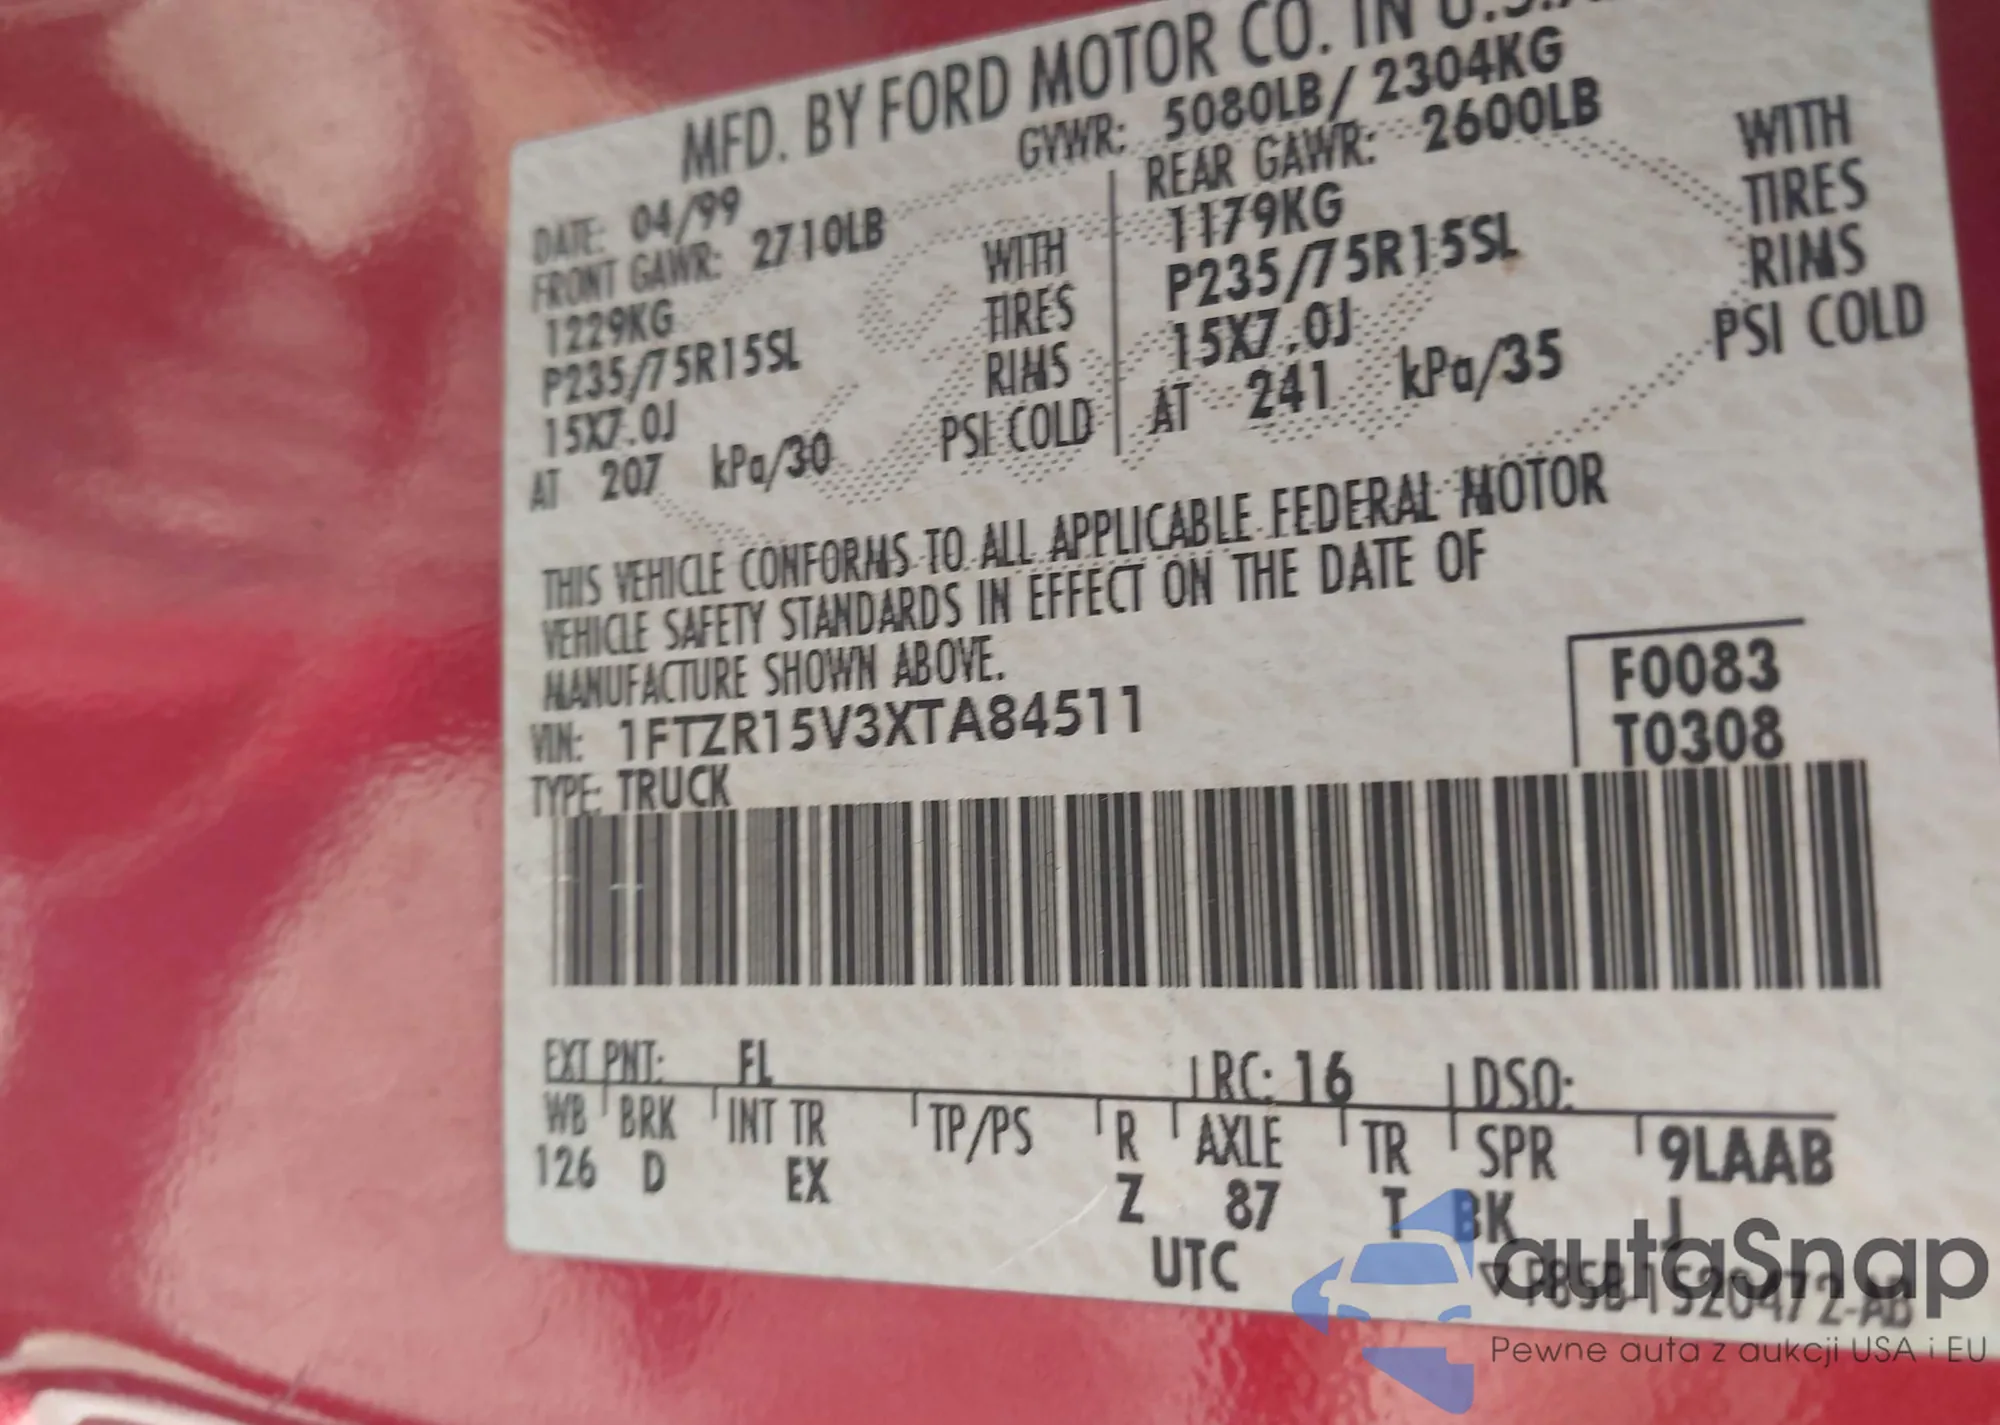 MFD. BY FORD MOTOR CO. IN U.S.A.
GVWR: 5080LB/ 2304KG
DATE: 04/99
FRONT GAWR: 2710LB
1229KG WITH
P235/75R15SL TIRES
15X7.0J RIMS
AT 207 kPa/30 PSI COLD
REAR GAWR: 2600LB
1179KG WITH
P235/75R15SL TIRES
15X7.0J RIMS
AT 241 kPa/35 PSI COLD
THIS VEHICLE CONFORMS TO ALL APPLICABLE FEDERAL MOTOR
VEHICLE SAFETY STANDARDS IN EFFECT ON THE DATE OF
MANUFACTURE SHOWN ABOVE.
F0083
T0308
VIN: 1FTZR15V3XTA84511
TYPE: TRUCK
EXT PNT: FL RC: 16 DSO:
WB BRK INT TR TP/PS R AXLE TR SPR 9LAAB
126 D EX Z 87 T BK J
UTC
F85B-1520472-AB
autaSnap
Pewne auta z aukcji USA i EU